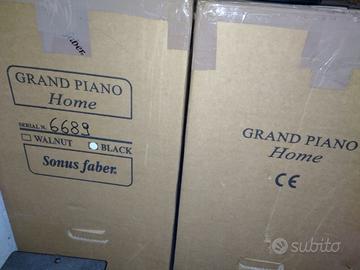 GRAND PIANO
Home
SERIAL N. 6689
WALNUT BLACK
Sonus faber.
GRAND PIANO
Home
CE
subito